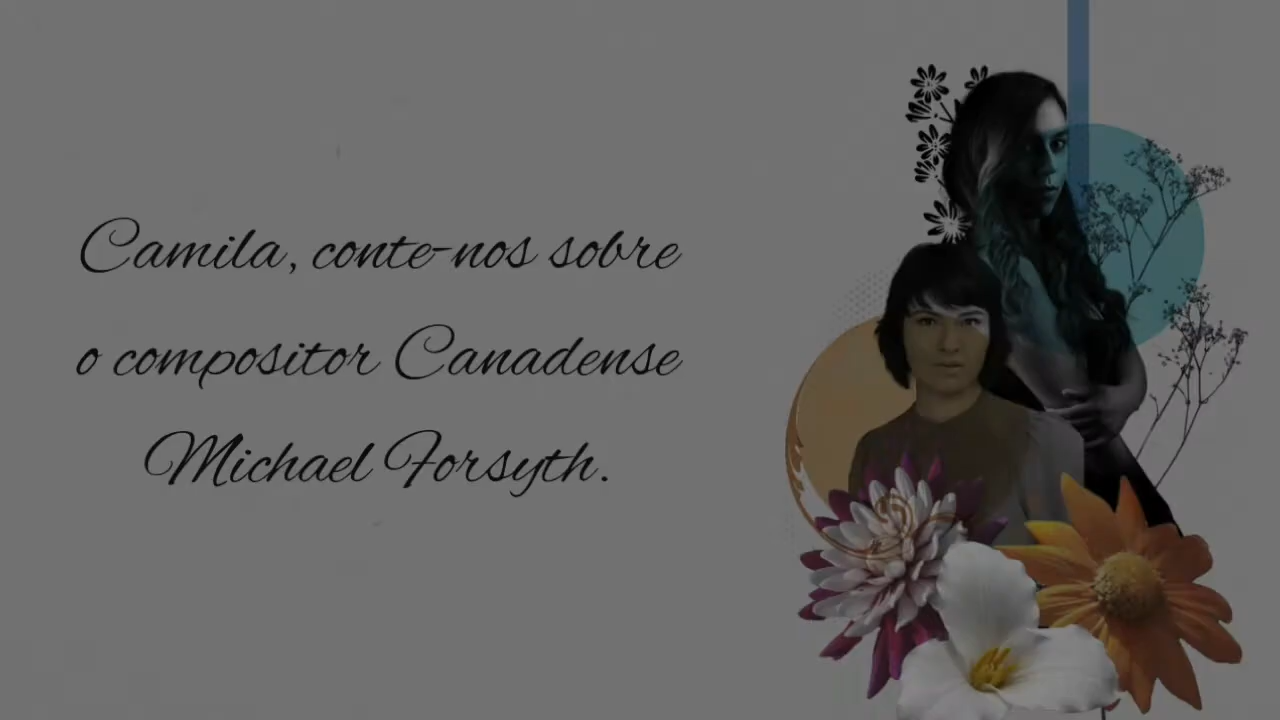 Camila, conte-nos sobre
o compositor Canadense
Michael Forsyth.